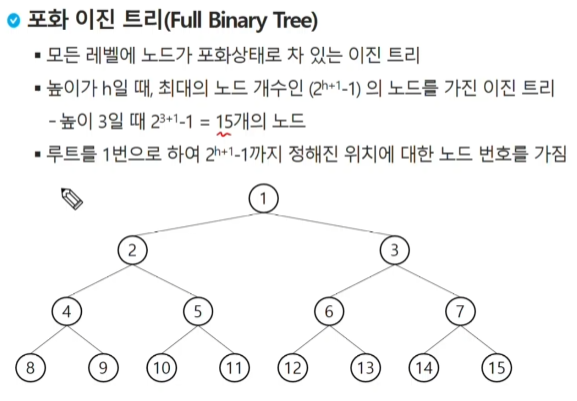 포화 이진 트리(Full Binary Tree)
▪ 모든 레벨에 노드가 포화상태로 차 있는 이진 트리
▪ 높이가 h일 때, 최대의 노드 개수인 (2ʰ⁺¹-1) 의 노드를 가진 이진 트리
- 높이 3일 때 2³⁺¹-1 = 15개의 노드
▪ 루트를 1번으로 하여 2ʰ⁺¹-1까지 정해진 위치에 대한 노드 번호를 가짐
1
2 3
4 5 6 7
8 9 10 11 12 13 14 15